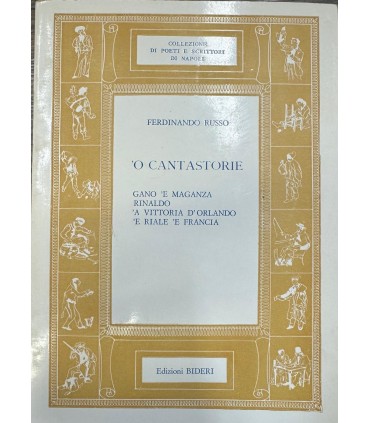 COLLEZIONE
DI POETI E SCRITTORI
DI NAPOLI
FERDINANDO RUSSO
'O CANTASTORIE
GANO 'E MAGANZA
RINALDO
'A VITTORIA D'ORLANDO
'E RIALE 'E FRANCIA
Edizioni BIDERI